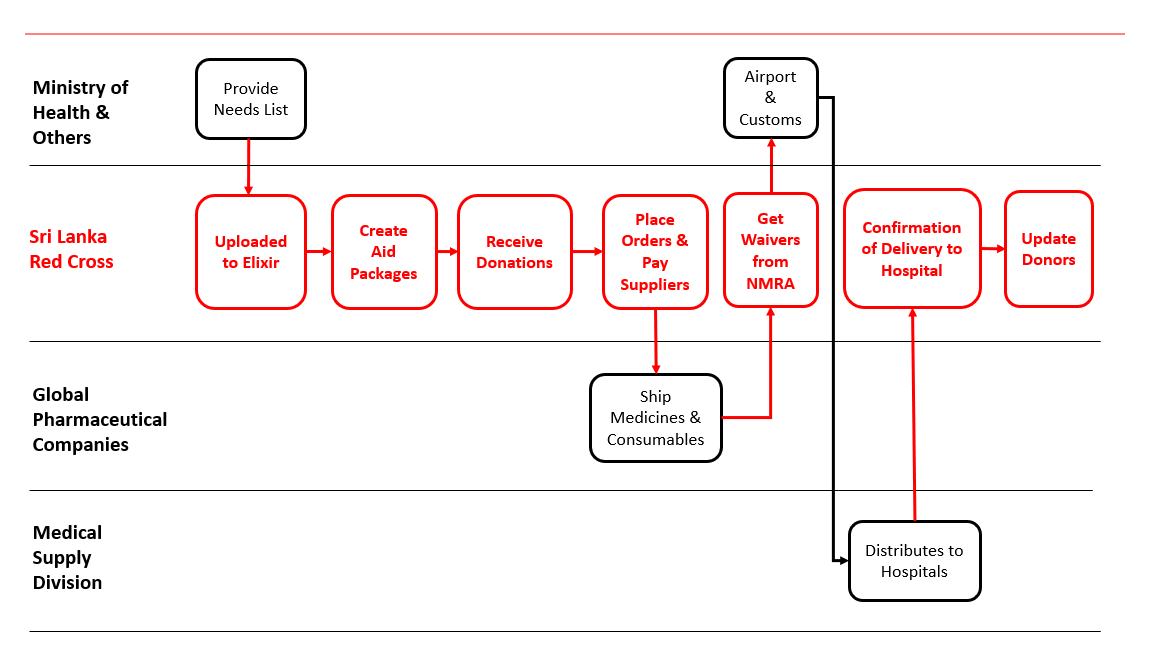 Ministry of
Health &
Others
Provide
Needs List
Airport
&
Customs
Sri Lanka
Red Cross
Uploaded
to Elixir
Create
Aid
Packages
Receive
Donations
Place
Orders &
Pay
Suppliers
Get
Waivers
from
NMRA
Confirmation
of Delivery to
Hospital
Update
Donors
Global
Pharmaceutical
Companies
Ship
Medicines &
Consumables
Medical
Supply
Division
Distributes to
Hospitals